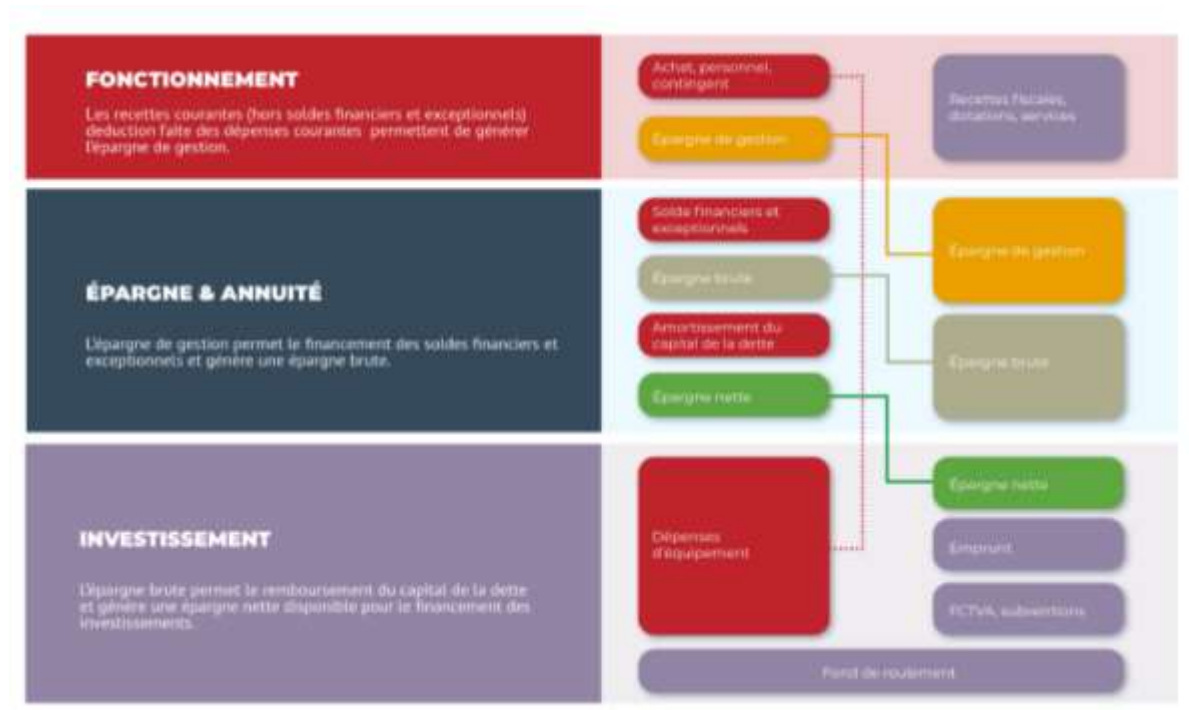 FONCTIONNEMENT
Les recettes courantes (hors soldes financiers et exceptionnels)
deduction faite des dépenses courantes permettent de générer
l'épargne de gestion.
Achat, personnel,
contingent
Épargne de gestion
Recettes fiscales,
dotations, services
ÉPARGNE & ANNUITÉ
L'épargne de gestion permet le financement des soldes financiers et
exceptionnels et génère une épargne brute.
Solde financiers et
exceptionnels
Épargne brute
Amortissement du
capital de la dette
Épargne nette
Épargne de gestion
Épargne brute
INVESTISSEMENT
L'épargne brute permet le remboursement du capital de la dette
et génère une épargne nette disponible pour le financement des
investissements.
Dépenses
d'équipement
Épargne nette
Emprunt
FCTVA, subventions
Fond de roulement